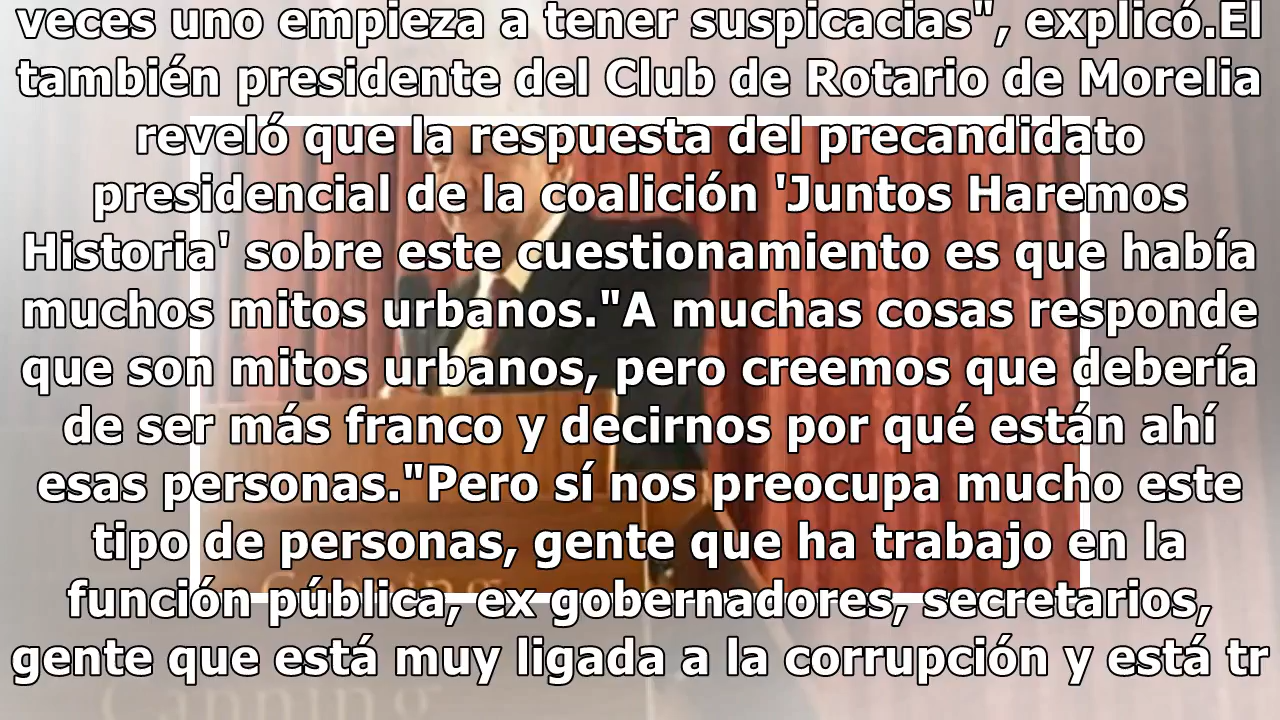 veces uno empieza a tener suspicacias", explicó.El
también presidente del Club de Rotario de Morelia
reveló que la respuesta del precandidato
presidencial de la coalición 'Juntos Haremos
Historia' sobre este cuestionamiento es que había
muchos mitos urbanos."A muchas cosas responde
que son mitos urbanos, pero creemos que debería
de ser más franco y decirnos por qué están ahí
esas personas."Pero sí nos preocupa mucho este
tipo de personas, gente que ha trabajo en la
función pública, ex gobernadores, secretarios,
gente que está muy ligada a la corrupción y está tr
Canning
Canning